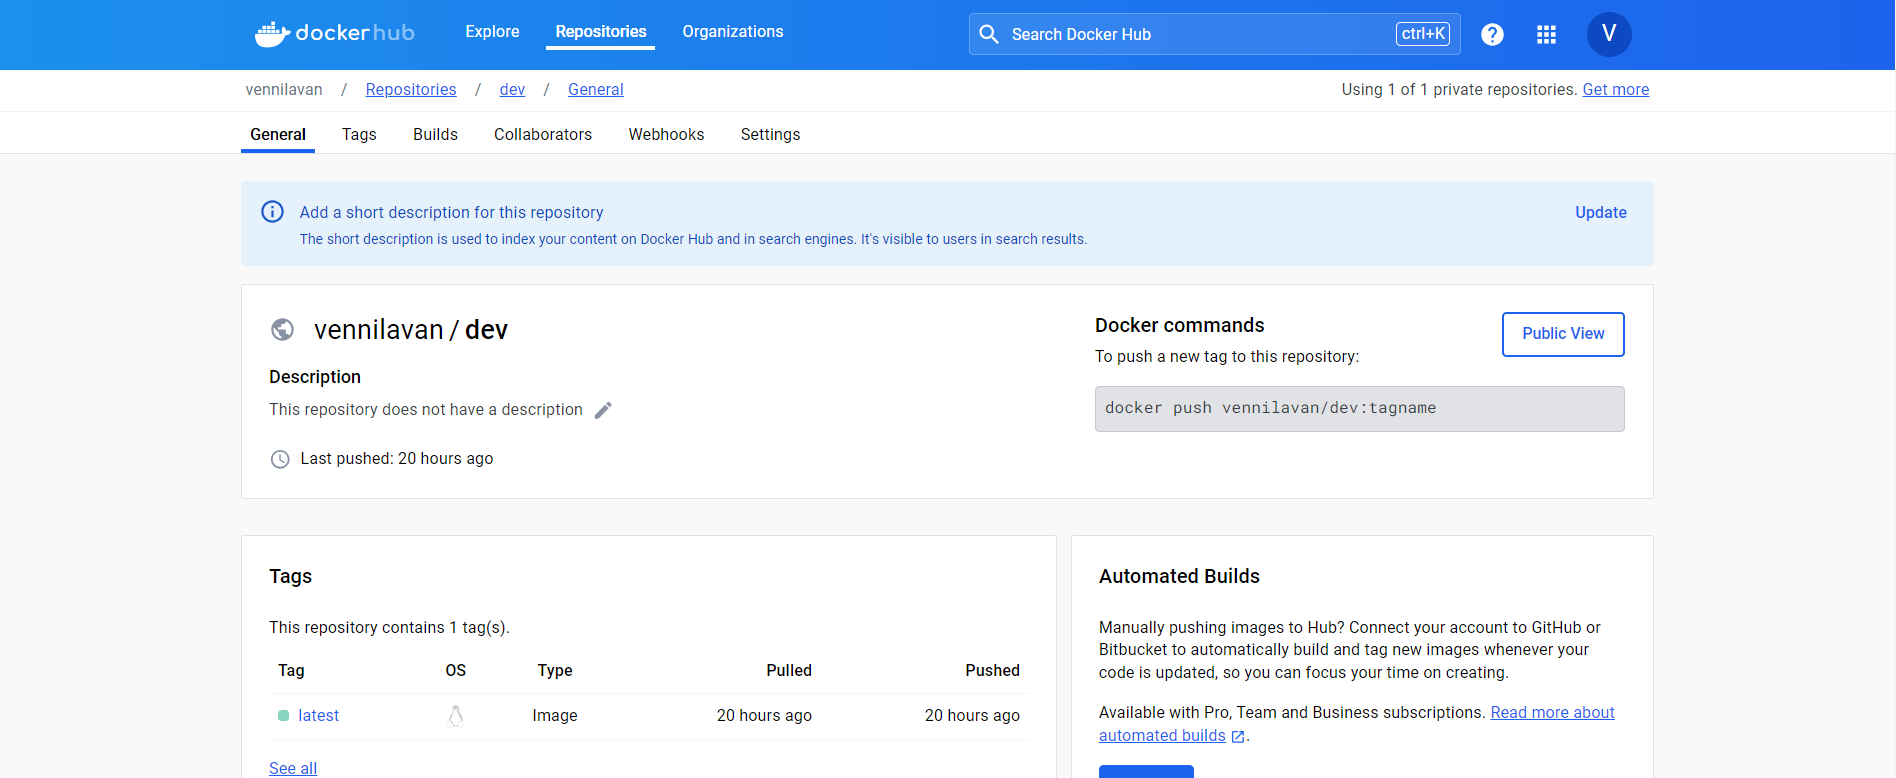 dockerhub Explore Repositories Organizations Search Docker Hub ctrl+K ? V
vennilavan / Repositories / dev / General Using 1 of 1 private repositories. Get more
General Tags Builds Collaborators Webhooks Settings
Add a short description for this repository Update
The short description is used to index your content on Docker Hub and in search engines. It's visible to users in search results.
vennilavan / dev
Description
This repository does not have a description
Last pushed: 20 hours ago
Docker commands
Public View
To push a new tag to this repository:
docker push vennilavan/dev:tagname
Tags
This repository contains 1 tag(s).
Tag OS Type Pulled Pushed
latest Image 20 hours ago 20 hours ago
See all
Automated Builds
Manually pushing images to Hub? Connect your account to GitHub or
Bitbucket to automatically build and tag new images whenever your
code is updated, so you can focus your time on creating.
Available with Pro, Team and Business subscriptions. Read more about
automated builds .